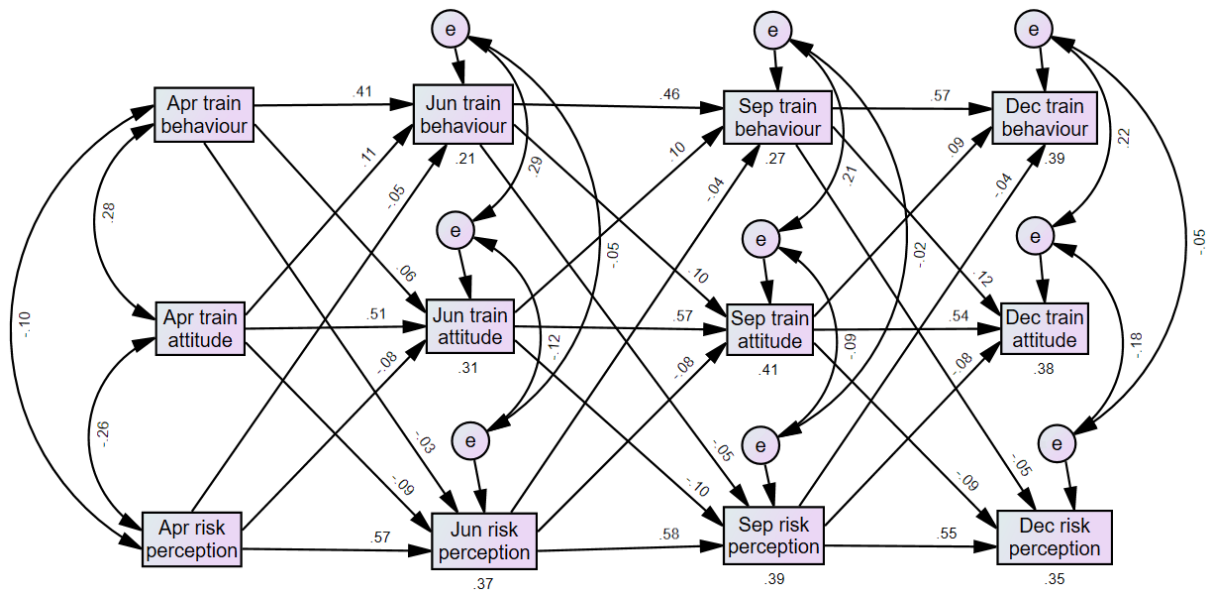 e
e
e
Apr train
behaviour
.41
Jun train
behaviour
.21
.46
Sep train
behaviour
.27
.57
Dec train
behaviour
.39
.28
-.10
.11
-.05
.06
.29
-.05
.10
-.04
.10
.21
-.02
.09
-.04
.12
.22
-.05
e
e
e
Apr train
attitude
.51
Jun train
attitude
.31
.57
Sep train
attitude
.41
.54
Dec train
attitude
.38
-.26
-.08
-.03
-.09
-.12
-.08
-.05
-.10
-.09
-.08
-.05
-.09
-.18
e
e
e
Apr risk
perception
.57
Jun risk
perception
.37
.58
Sep risk
perception
.39
.55
Dec risk
perception
.35